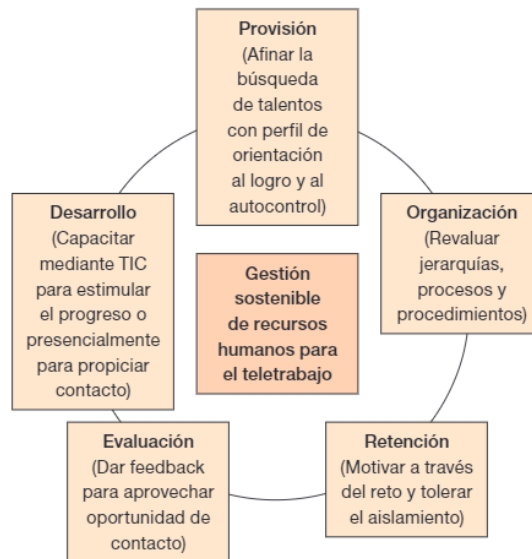 Provisión
(Afinar la
búsqueda
de talentos
con perfil de
orientación
al logro y al
autocontrol)
Desarrollo
(Capacitar
mediante TIC
para estimular
el progreso o
presencialmente
para propiciar
contacto)
Organización
(Revaluar
jerarquías,
procesos y
procedimientos)
Gestión
sostenible
de recursos
humanos para
el teletrabajo
Evaluación
(Dar feedback
para aprovechar
oportunidad de
contacto)
Retención
(Motivar a través
del reto y tolerar
el aislamiento)